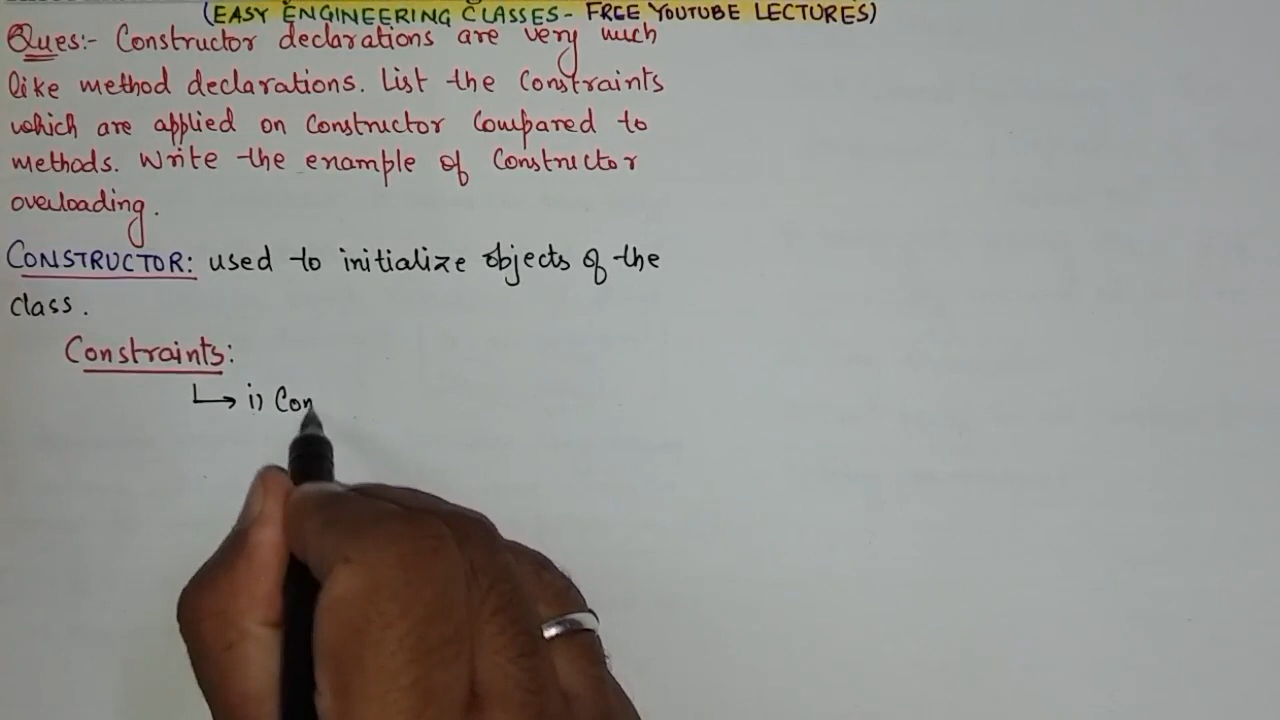 (EASY ENGINEERING CLASSES- FREE YOUTUBE LECTURES)
Ques:- Constructor declarations are very much
like method declarations. List the Constraints
which are applied on Constructor Compared to
methods. Write the example of Constructor
overloading.
CONSTRUCTOR: used to initialize objects of the
class.
Constraints:
i) Con